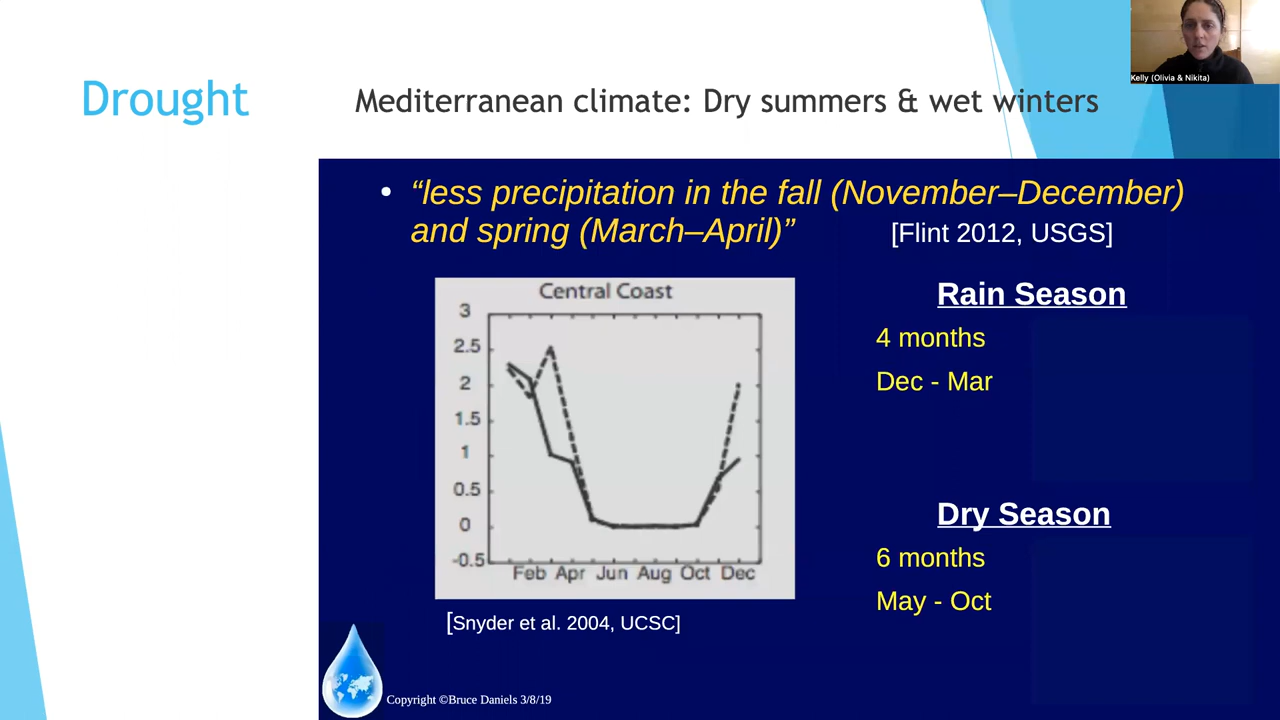 Kelly (Olivia & Nikita)
Drought
Mediterranean climate: Dry summers & wet winters
• “less precipitation in the fall (November–December)
and spring (March–April)”
[Flint 2012, USGS]
Central Coast
3
2.5
2
1.5
1
0.5
0
-0.5
Feb Apr Jun Aug Oct Dec
[Snyder et al. 2004, UCSC]
Rain Season
4 months
Dec - Mar
Dry Season
6 months
May - Oct
Copyright ©Bruce Daniels 3/8/19